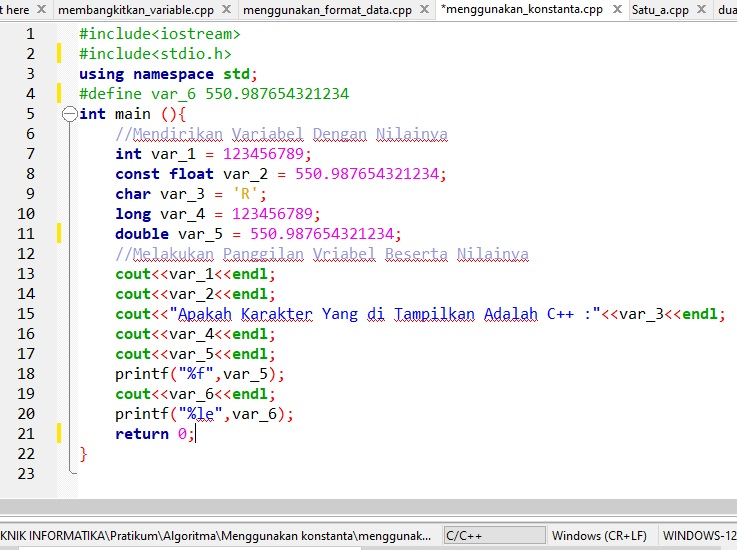 t here membangkitkan_variable.cpp menggunakan_format_data.cpp *menggunakan_konstanta.cpp Satu_a.cpp dua
1 #include<iostream>
2 #include<stdio.h>
3 using namespace std;
4 #define var_6 550.987654321234
5 int main (){
6 //Mendirikan Variabel Dengan Nilainya
7 int var_1 = 123456789;
8 const float var_2 = 550.987654321234;
9 char var_3 = 'R';
10 long var_4 = 123456789;
11 double var_5 = 550.987654321234;
12 //Melakukan Panggilan Vriabel Beserta Nilainya
13 cout<<var_1<<endl;
14 cout<<var_2<<endl;
15 cout<<"Apakah Karakter Yang di Tampilkan Adalah C++ :"<<var_3<<endl;
16 cout<<var_4<<endl;
17 cout<<var_5<<endl;
18 printf("%f",var_5);
19 cout<<var_6<<endl;
20 printf("%le",var_6);
21 return 0;
22 }
23
KNIK INFORMATIKA\Pratikum\Algoritma\Menggunakan konstanta\menggunak... C/C++ Windows (CR+LF) WINDOWS-12